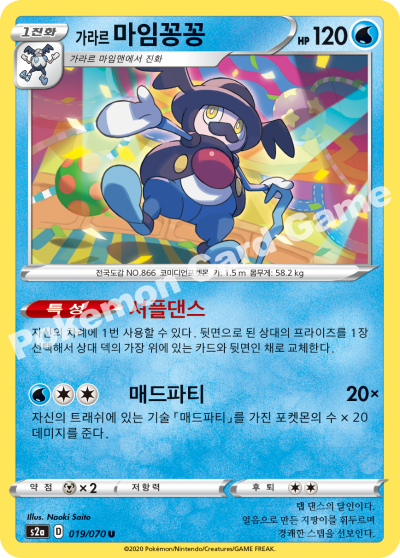 1진화
가라르 마임꽁꽁
HP 120
가라르 마임맨에서 진화
전국도감 NO.866 코미디언포켓몬 키: 1.5 m 몸무게: 58.2 kg
특성 셔플댄스
자신의 차례에 1번 사용할 수 있다. 뒷면으로 된 상대의 프라이즈를 1장
선택해서 상대 덱의 가장 위에 있는 카드와 뒷면인 채로 교체한다.
매드파티 20×
자신의 트래쉬에 있는 기술 「매드파티」를 가진 포켓몬의 수 × 20
데미지를 준다.
약점 ×2 저항력 후퇴
Illus. Naoki Saito
탭 댄스의 달인이다.
얼음으로 만든 지팡이를 휘두르며
경쾌한 스텝을 선보인다.
s2a D 019/070 U
©2020 Pokémon/Nintendo/Creatures/GAME FREAK.
Pokémon Card Game